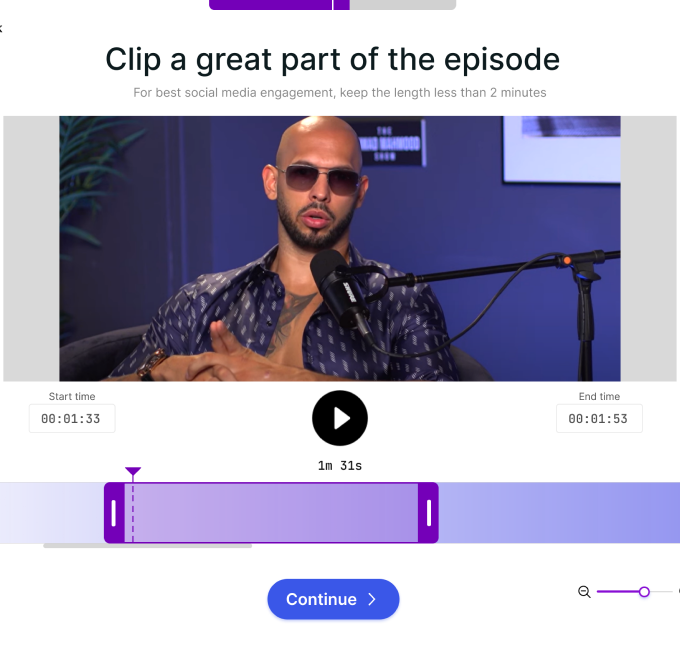 Clip a great part of the episode
For best social media engagement, keep the length less than 2 minutes
THE
MAHMOOD
SHOW
SHURE
Start time
End time
00:01:33
00:01:53
1m 31s
Continue